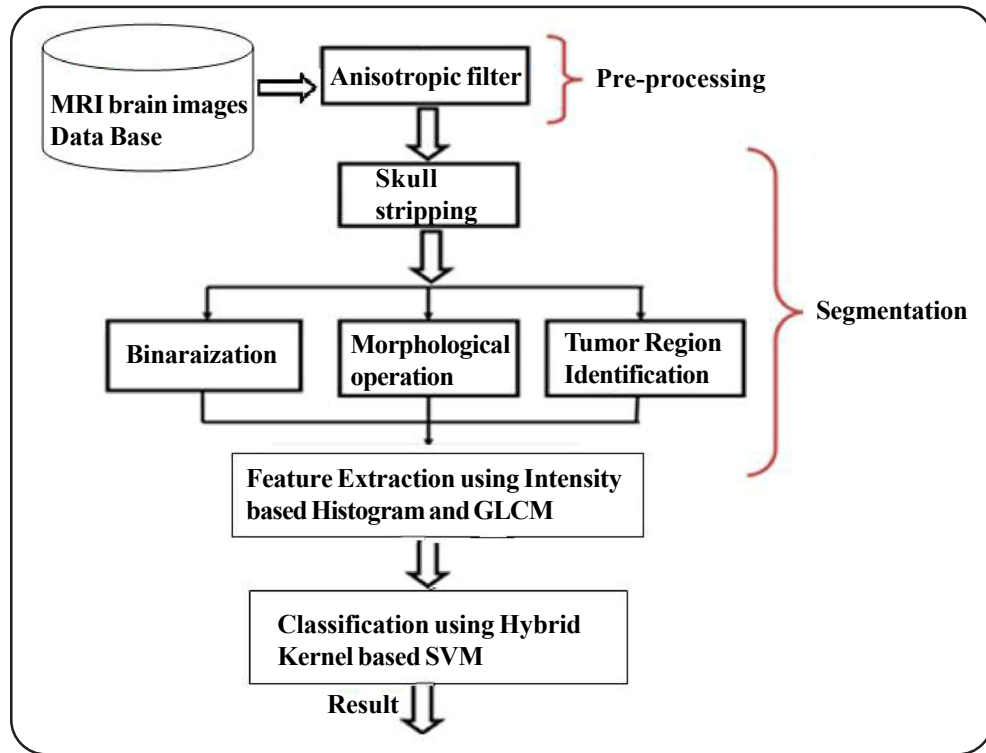 MRI brain images
Data Base
Anisotropic filter
Pre-processing
Skull
stripping
Binaraization
Morphological
operation
Tumor Region
Identification
Segmentation
Feature Extraction using Intensity
based Histogram and GLCM
Classification using Hybrid
Kernel based SVM
Result